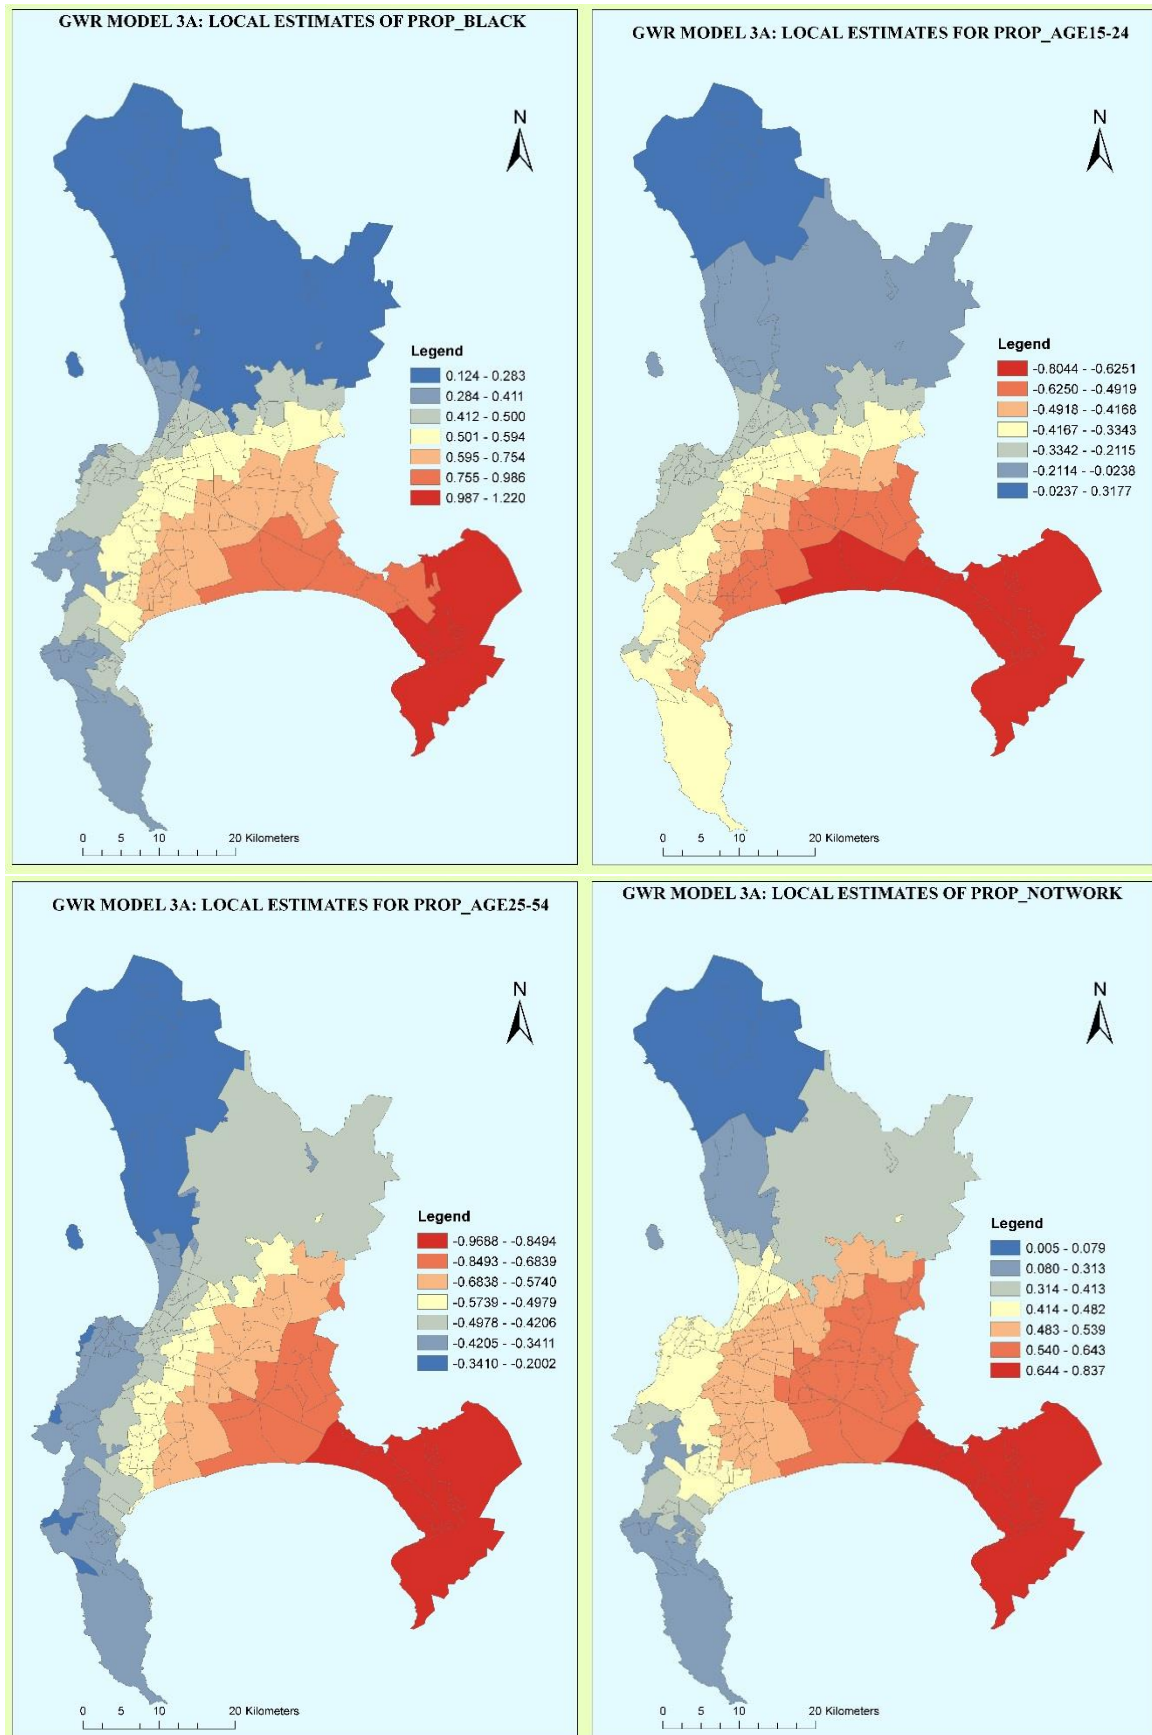 GWR MODEL 3A: LOCAL ESTIMATES OF PROP_BLACK
N
Legend
0.124 - 0.283
0.284 - 0.411
0.412 - 0.500
0.501 - 0.594
0.595 - 0.754
0.755 - 0.986
0.987 - 1.220
0 5 10 20 Kilometers
GWR MODEL 3A: LOCAL ESTIMATES FOR PROP_AGE15-24
N
Legend
-0.8044 - -0.6251
-0.6250 - -0.4919
-0.4918 - -0.4168
-0.4167 - -0.3343
-0.3342 - -0.2115
-0.2114 - -0.0238
-0.0237 - 0.3177
0 5 10 20 Kilometers
GWR MODEL 3A: LOCAL ESTIMATES FOR PROP_AGE25-54
N
Legend
-0.9688 - -0.8494
-0.8493 - -0.6839
-0.6838 - -0.5740
-0.5739 - -0.4979
-0.4978 - -0.4206
-0.4205 - -0.3411
-0.3410 - -0.2002
0 5 10 20 Kilometers
GWR MODEL 3A: LOCAL ESTIMATES OF PROP_NOTWORK
N
Legend
0.005 - 0.079
0.080 - 0.313
0.314 - 0.413
0.414 - 0.482
0.483 - 0.539
0.540 - 0.643
0.644 - 0.837
0 5 10 20 Kilometers